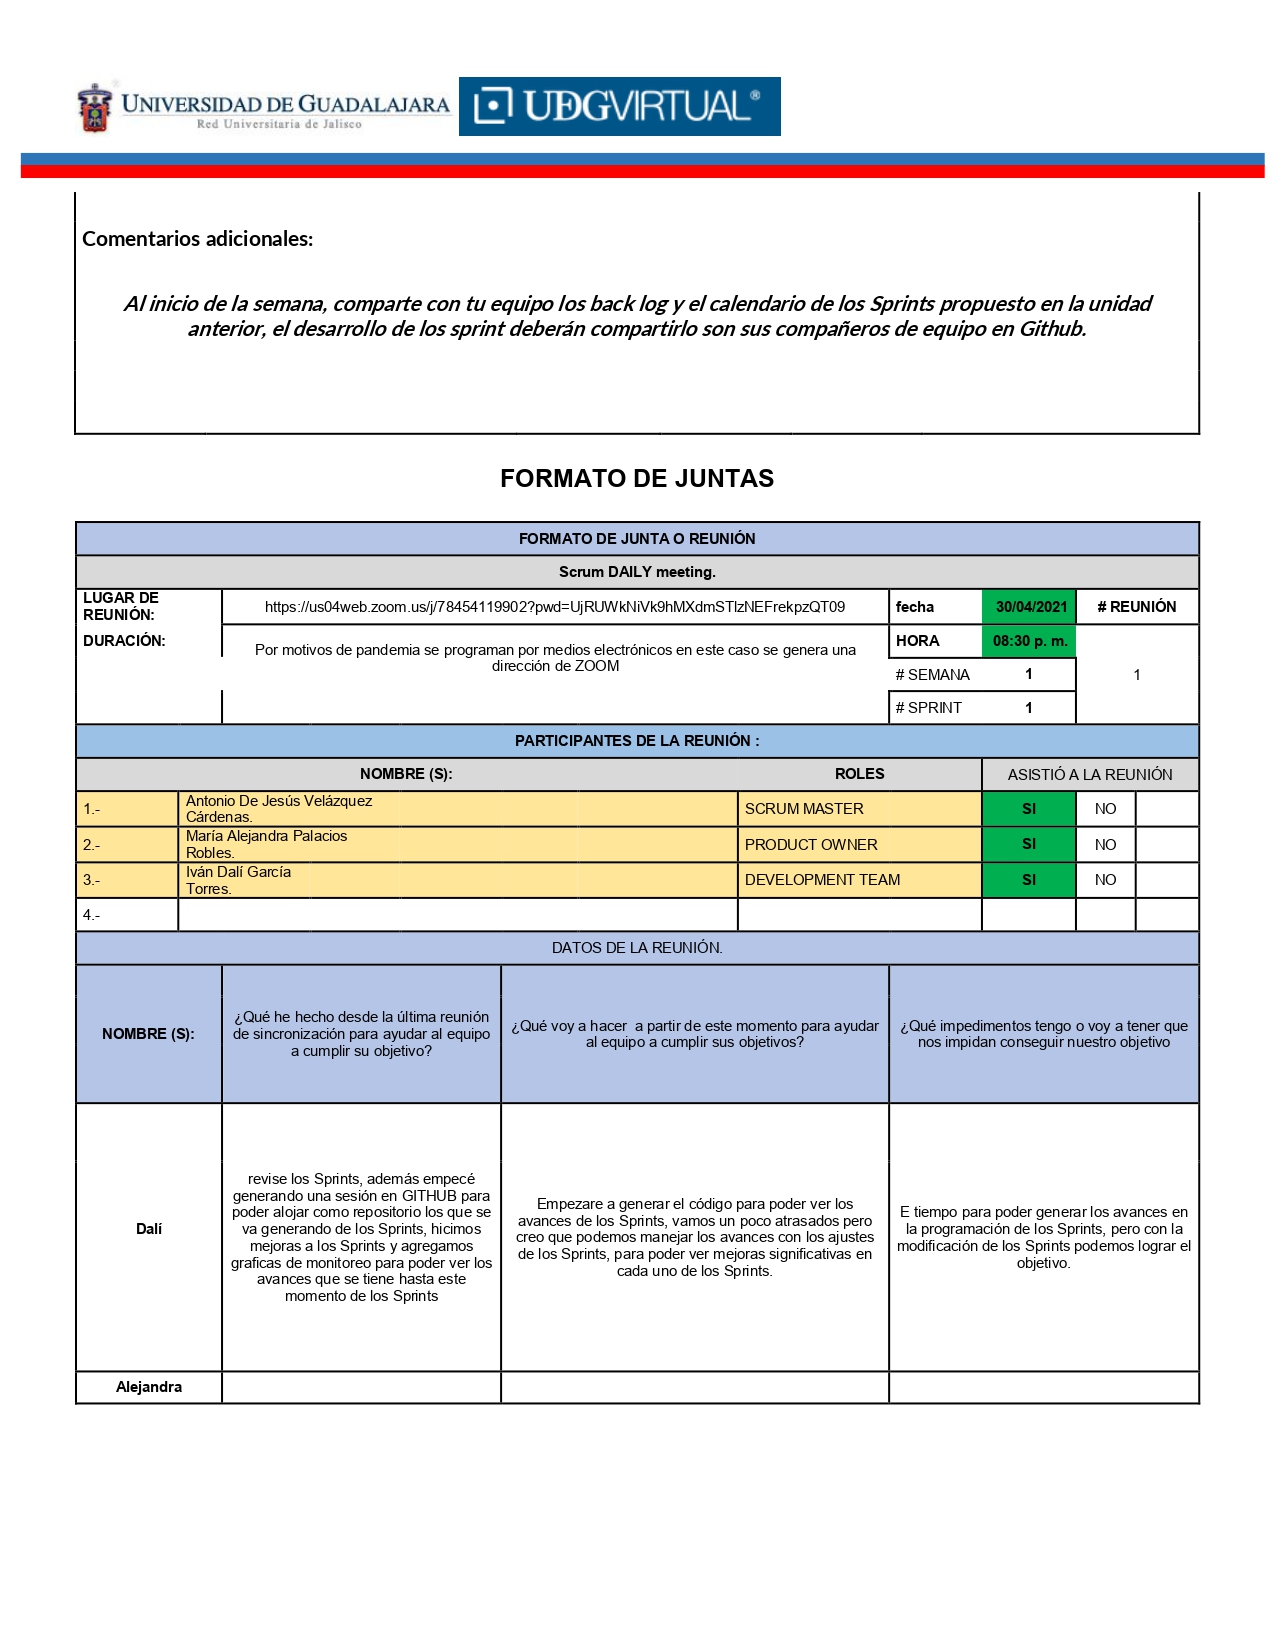 UNIVERSIDAD DE GUADALAJARA
Red Universitaria de Jalisco
UDGVIRTUAL®
Comentarios adicionales:
Al inicio de la semana, comparte con tu equipo los back log y el calendario de los Sprints propuesto en la unidad
anterior, el desarrollo de los sprint deberán compartirlo son sus compañeros de equipo en Github.
FORMATO DE JUNTAS
FORMATO DE JUNTA O REUNIÓN
Scrum DAILY meeting.
LUGAR DE
REUNIÓN:
https://us04web.zoom.us/j/78454119902?pwd=UjRUWkNiVk9hMXdmSTlzNEFrekpzQT09
fecha
30/04/2021
# REUNIÓN
DURACIÓN:
Por motivos de pandemia se programan por medios electrónicos en este caso se genera una
dirección de ZOOM
HORA
08:30 p. m.
# SEMANA
1
1
# SPRINT
1
PARTICIPANTES DE LA REUNIÓN :
NOMBRE (S):
ROLES
ASISTIÓ A LA REUNIÓN
1.-
Antonio De Jesús Velázquez
Cárdenas.
SCRUM MASTER
SI
NO
2.-
María Alejandra Palacios
Robles.
PRODUCT OWNER
SI
NO
3.-
Iván Dalí García
Torres.
DEVELOPMENT TEAM
SI
NO
4.-
DATOS DE LA REUNIÓN.
NOMBRE (S):
¿Qué he hecho desde la última reunión
de sincronización para ayudar al equipo
a cumplir su objetivo?
¿Qué voy a hacer  a partir de este momento para ayudar
al equipo a cumplir sus objetivos?
¿Qué impedimentos tengo o voy a tener que
nos impidan conseguir nuestro objetivo
Dalí
revise los Sprints, además empecé
generando una sesión en GITHUB para
poder alojar como repositorio los que se
va generando de los Sprints, hicimos
mejoras a los Sprints y agregamos
graficas de monitoreo para poder ver los
avances que se tiene hasta este
momento de los Sprints
Empezare a generar el código para poder ver los
avances de los Sprints, vamos un poco atrasados pero
creo que podemos manejar los avances con los ajustes
de los Sprints, para poder ver mejoras significativas en
cada uno de los Sprints.
E tiempo para poder generar los avances en
la programación de los Sprints, pero con la
modificación de los Sprints podemos lograr el
objetivo.
Alejandra